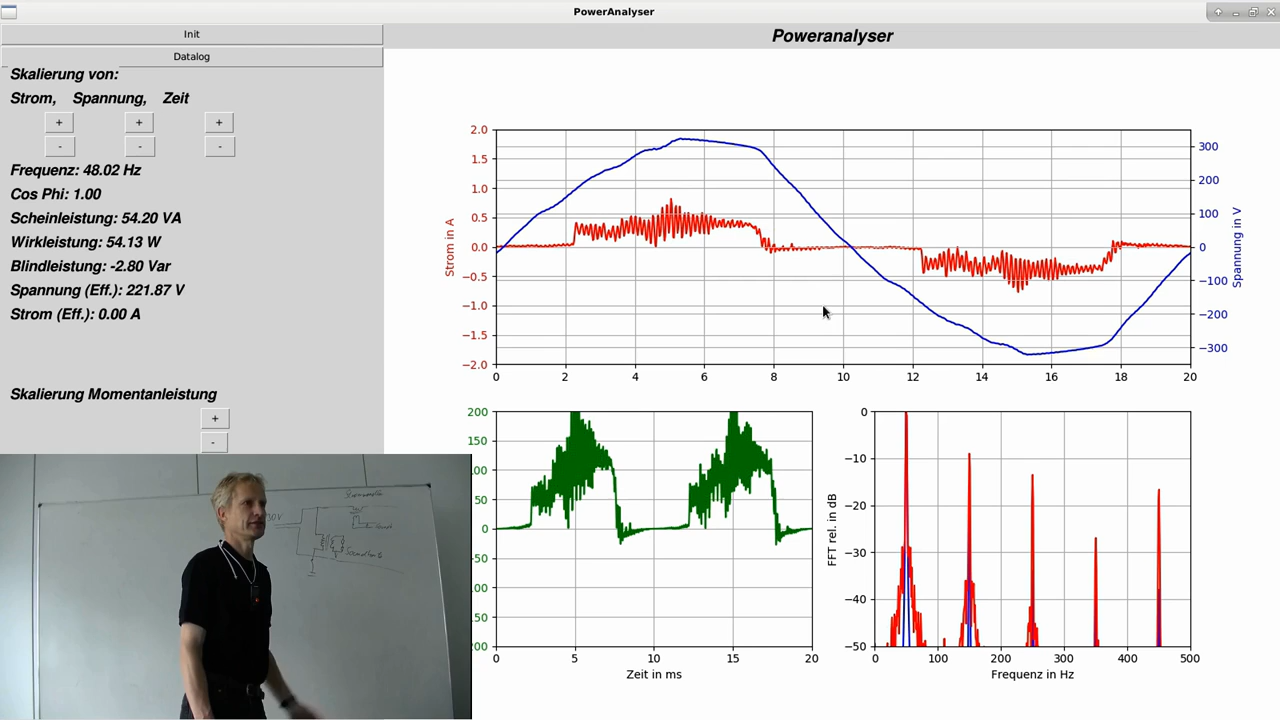 PowerAnalyser
Init
Datalog
Poweranalyser
Skalierung von:
Strom, Spannung, Zeit
+ + +
- - -
Frequenz: 48.02 Hz
Cos Phi: 1.00
Scheinleistung: 54.20 VA
Wirkleistung: 54.13 W
Blindleistung: -2.80 Var
Spannung (Eff.): 221.87 V
Strom (Eff.): 0.00 A
Skalierung Momentanleistung
+
-
Strom in A
2.0
1.5
1.0
0.5
0.0
−0.5
−1.0
−1.5
−2.0
0 2 4 6 8 10 12 14 16 18 20
300
200
100
0
−100
−200
−300
Spannung in V
200
150
100
50
0
−50
100
150
200
0 5 10 15 20
Zeit in ms
FFT rel. in dB
0
−10
−20
−30
−40
−50
0 100 200 300 400 500
Frequenz in Hz
30V